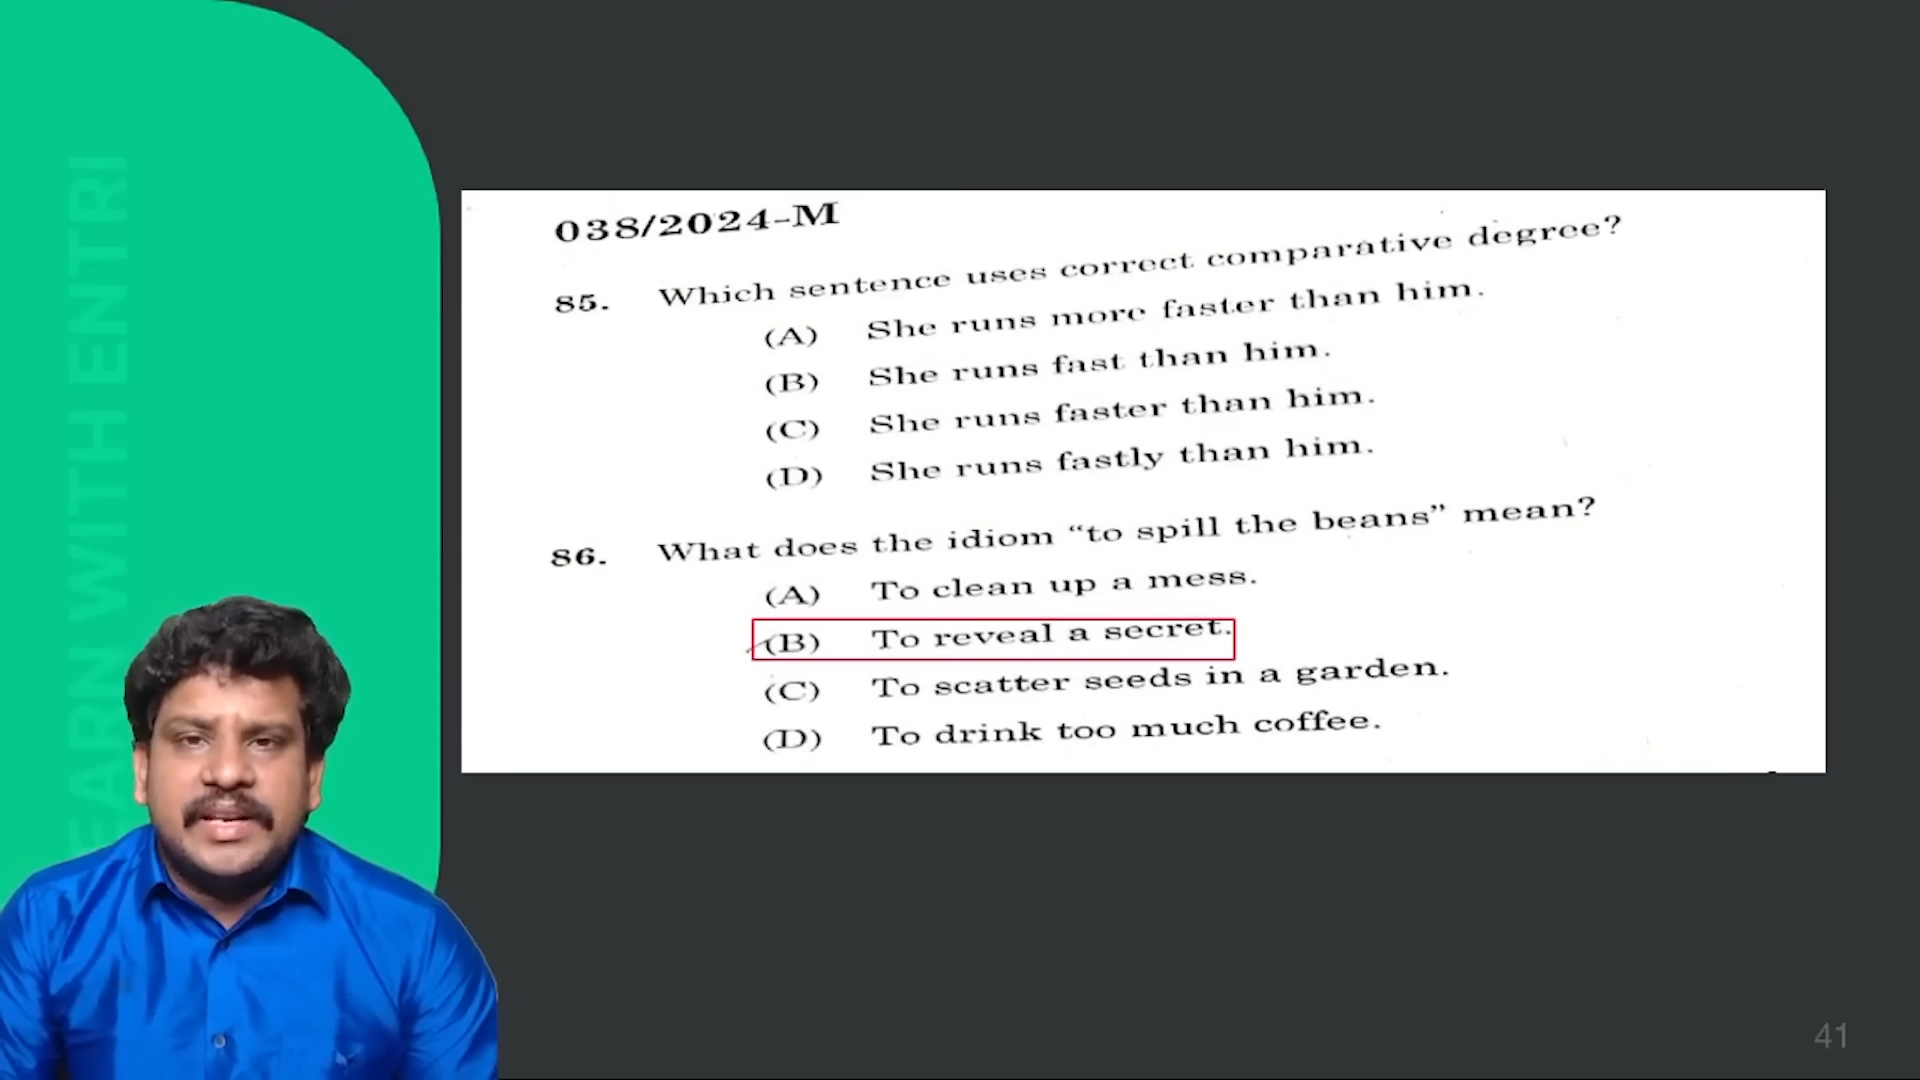 LEARN WITH ENTRI
038/2024-M
85. Which sentence uses correct comparative degree?
(A) She runs more faster than him.
(B) She runs fast than him.
(C) She runs faster than him.
(D) She runs fastly than him.
86. What does the idiom “to spill the beans” mean?
(A) To clean up a mess.
(B) To reveal a secret.
(C) To scatter seeds in a garden.
(D) To drink too much coffee.
41